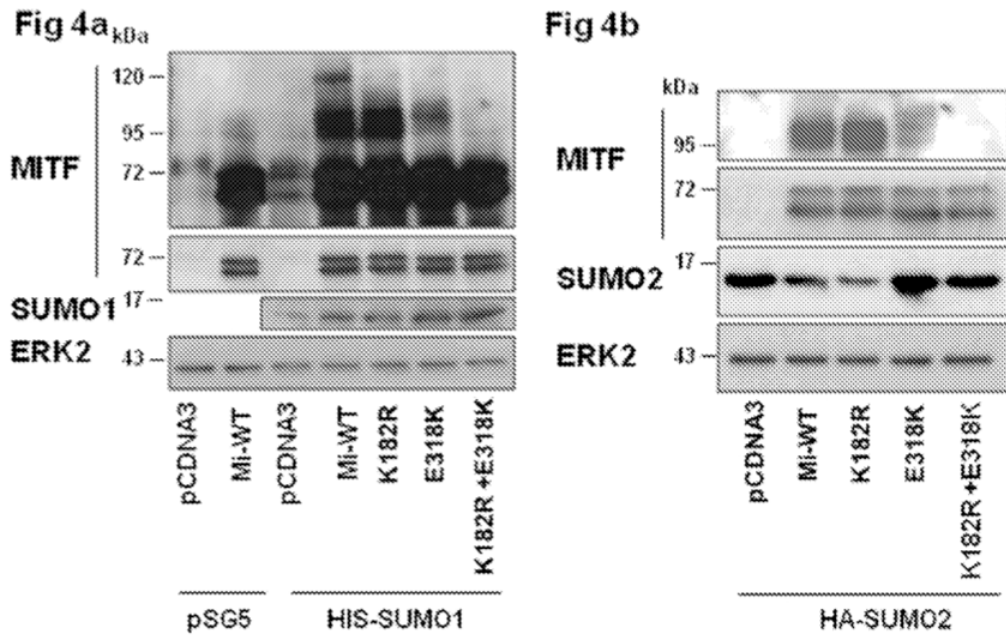 Fig 4a
kDa
120
95
MITF
72
72
17
SUMO1
ERK2
43
pCDNA3
Mi-WT
pCDNA3
Mi-WT
K182R
E318K
K182R+E318K
pSG5
HIS-SUMO1
Fig 4b
kDa
95
MITF
72
17
SUMO2
ERK2
43
pCDNA3
Mi-WT
K182R
E318K
K182R+E318K
HA-SUMO2